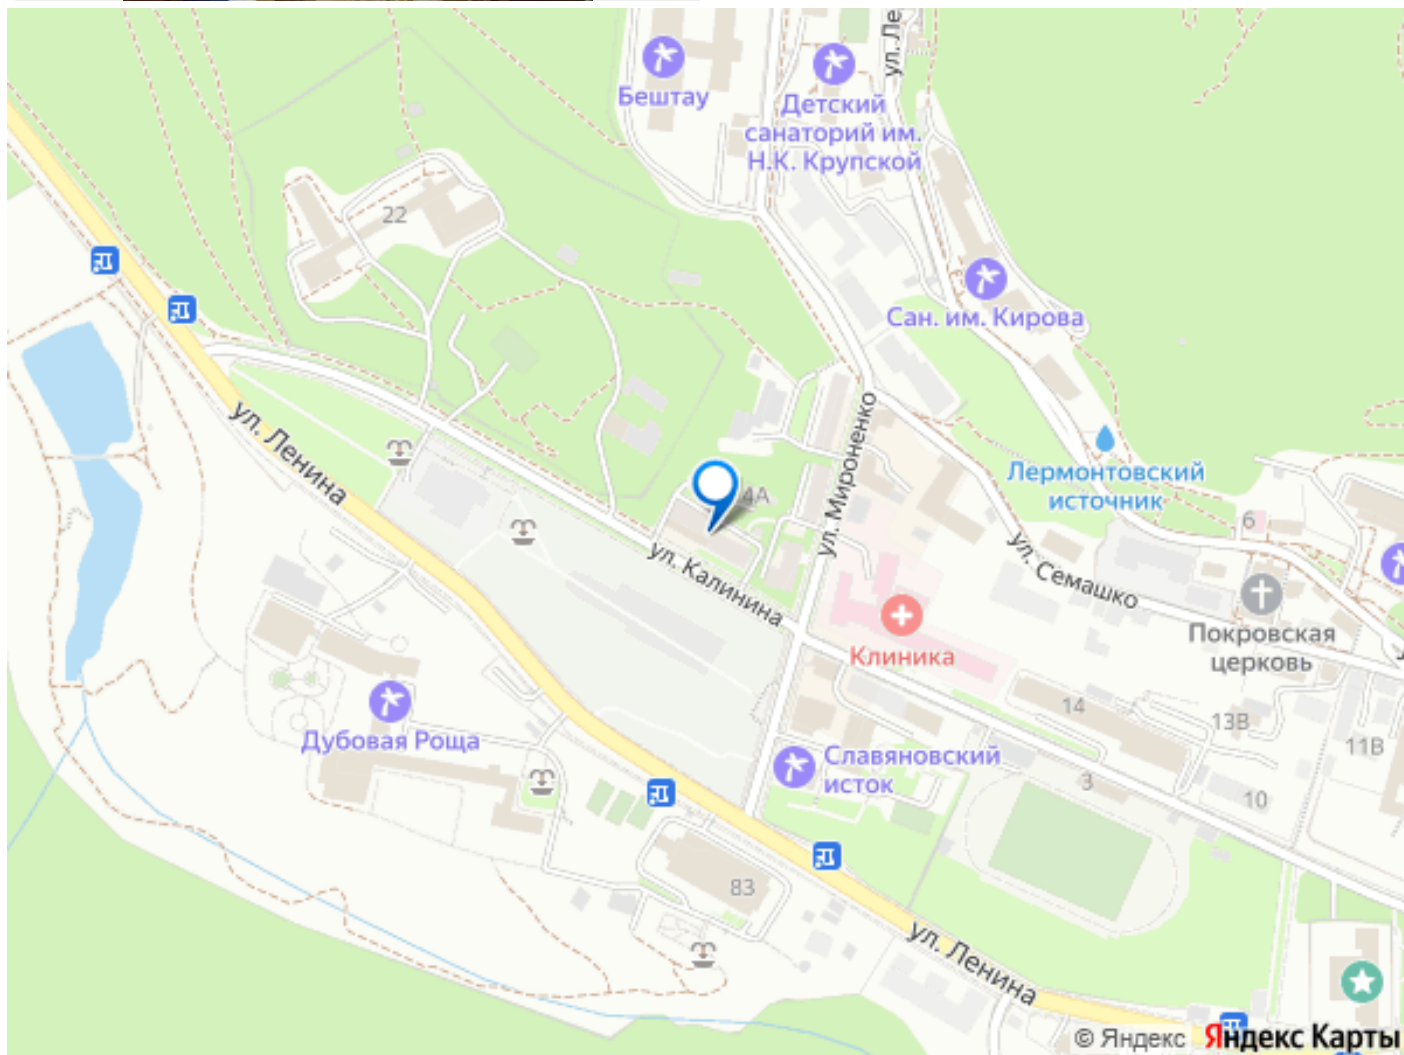 ул. Ле
Бештау
Детский
санаторий им.
Н.К. Крупской
22
Сан. им. Кирова
ул. Ленина
ул. Мироненко
Лермонтовский
источник
4А
6
ул. Калинина
ул. Семашко
Покровская
церковь
Клиника
14
13В
11В
Дубовая Роща
Славяновский
исток
3
10
83
ул. Ленина
© Яндекс Яндекс Карты